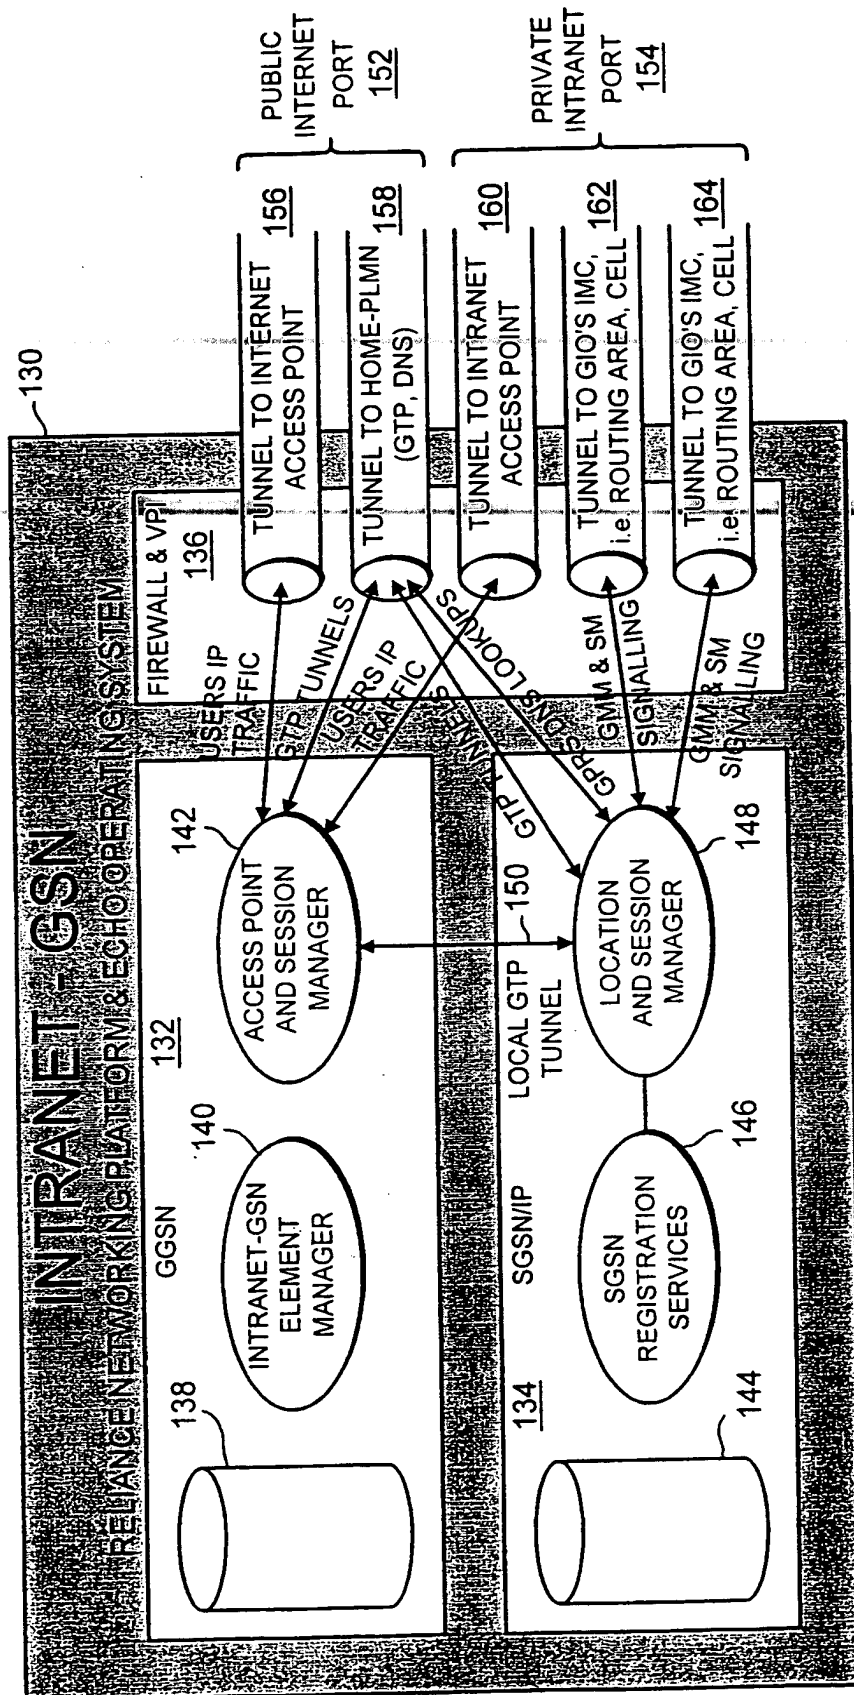 INTRANET - GSN
130
RELIANCE NETWORKING PLATFORM & ECHO OPERATING SYSTEM
138
GGSN
132
140
INTRANET-GSN
ELEMENT
MANAGER
142
ACCESS POINT
AND SESSION
MANAGER
FIREWALL & VP
136
USERS IP
TRAFFIC
GTP TUNNELS
USERS IP
TRAFFIC
GTP TUNNELS
GPRS DNS LOOKUPS
GMM & SM
SIGNALLING
GMM & SM
SIGNALLING
TUNNEL TO INTERNET
ACCESS POINT
156
TUNNEL TO HOME-PLMN
(GTP, DNS)
158
TUNNEL TO INTRANET
ACCESS POINT
160
TUNNEL TO GIO'S IMC,
i.e. ROUTING AREA, CELL
162
TUNNEL TO GIO'S IMC,
i.e. ROUTING AREA, CELL
164
PUBLIC
INTERNET
PORT
152
PRIVATE
INTRANET
PORT
154
134
SGSN/IP
LOCAL GTP
TUNNEL
150
144
SGSN
REGISTRATION
SERVICES
146
LOCATION
AND SESSION
MANAGER
148